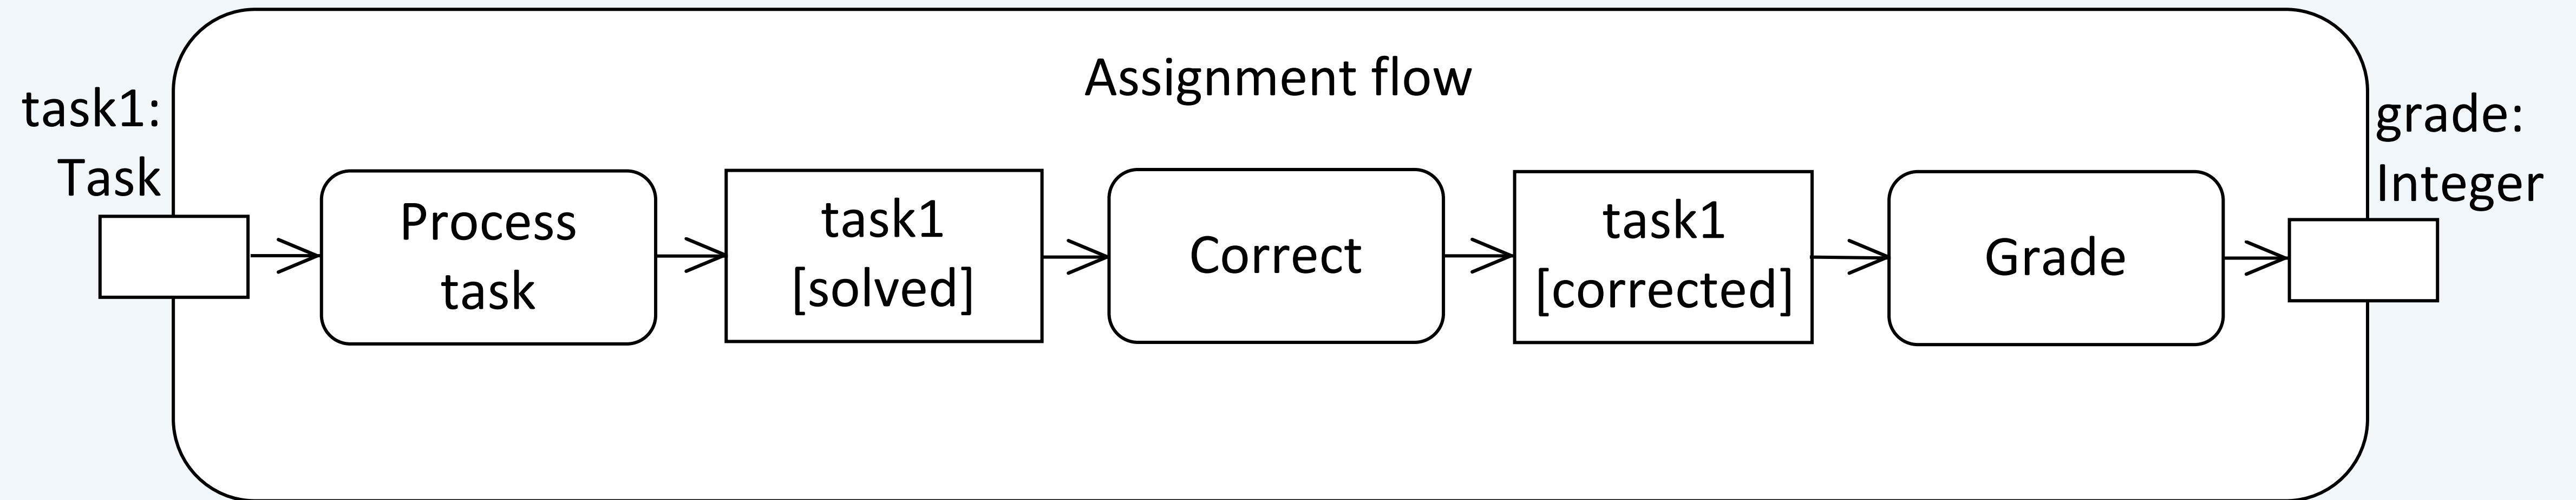 Assignment flow
task1:
Task
Process
task
task1
[solved]
Correct
task1
[corrected]
Grade
grade:
Integer